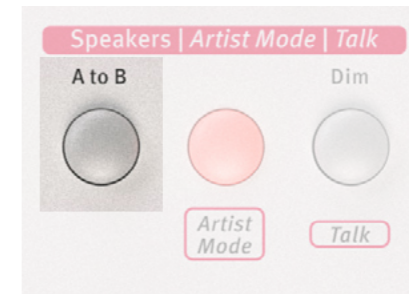 Speakers | Artist Mode | Talk
A to B
Dim
Artist
Mode
Talk